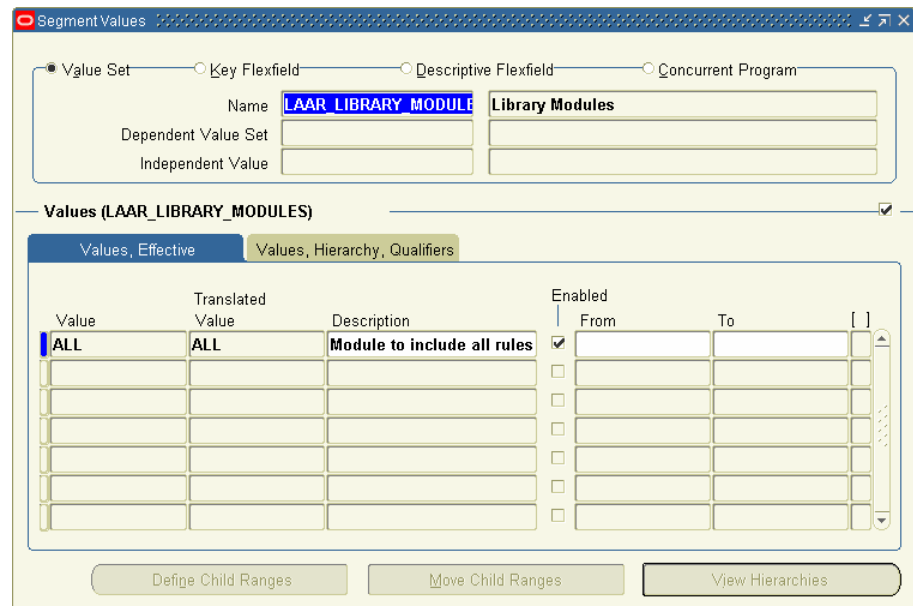 Segment Values
Value Set Key Flexfield Descriptive Flexfield Concurrent Program
Name LAAR_LIBRARY_MODULE Library Modules
Dependent Value Set
Independent Value
Values (LAAR_LIBRARY_MODULES)
Values, Effective Values, Hierarchy, Qualifiers
Translated Enabled
Value Value Description From To [ ]
ALL ALL Module to include all rules
Define Child Ranges Move Child Ranges View Hierarchies